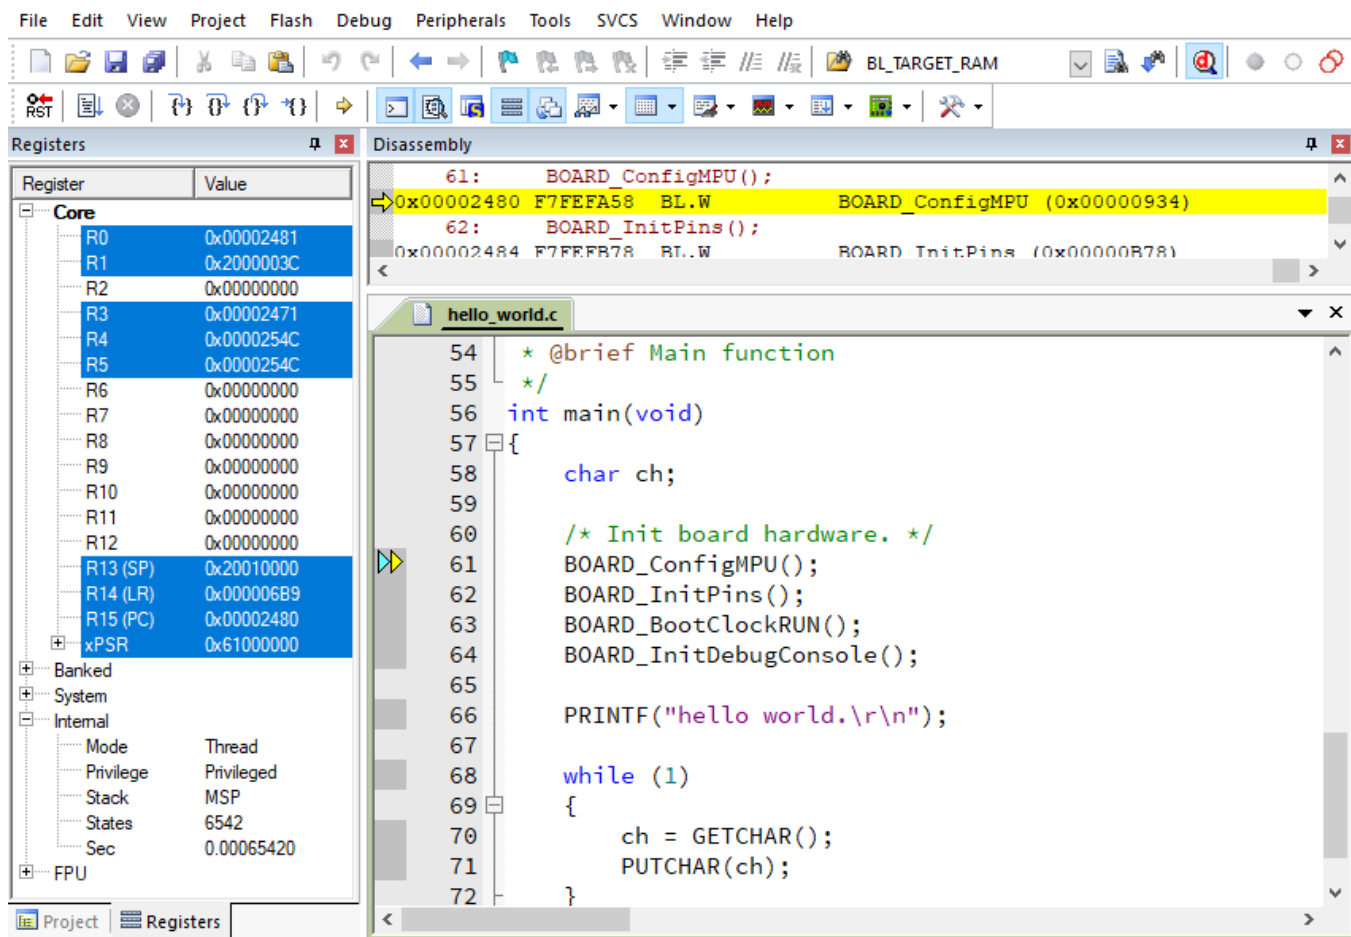 File Edit View Project Flash Debug Peripherals Tools SVCS Window Help
BL_TARGET_RAM
RST
Registers
Register Value
Core
R0 0x00002481
R1 0x2000003C
R2 0x00000000
R3 0x00002471
R4 0x0000254C
R5 0x0000254C
R6 0x00000000
R7 0x00000000
R8 0x00000000
R9 0x00000000
R10 0x00000000
R11 0x00000000
R12 0x00000000
R13 (SP) 0x20010000
R14 (LR) 0x000006B9
R15 (PC) 0x00002480
xPSR 0x61000000
Banked
System
Internal
Mode Thread
Privilege Privileged
Stack MSP
States 6542
Sec 0.00065420
FPU
Project Registers
Disassembly
61: BOARD_ConfigMPU();
0x00002480 F7FEFA58 BL.W BOARD_ConfigMPU (0x00000934)
62: BOARD_InitPins();
0x00002484 F7FEFB78 BL.W BOARD_InitPins (0x00000B78)
hello_world.c
54 * @brief Main function
55 */
56 int main(void)
57 {
58 char ch;
59
60 /* Init board hardware. */
61 BOARD_ConfigMPU();
62 BOARD_InitPins();
63 BOARD_BootClockRUN();
64 BOARD_InitDebugConsole();
65
66 PRINTF("hello world.\r\n");
67
68 while (1)
69 {
70 ch = GETCHAR();
71 PUTCHAR(ch);
72 }